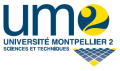 um2
UNIVERSITÉ MONTPELLIER 2
SCIENCES ET TECHNIQUES